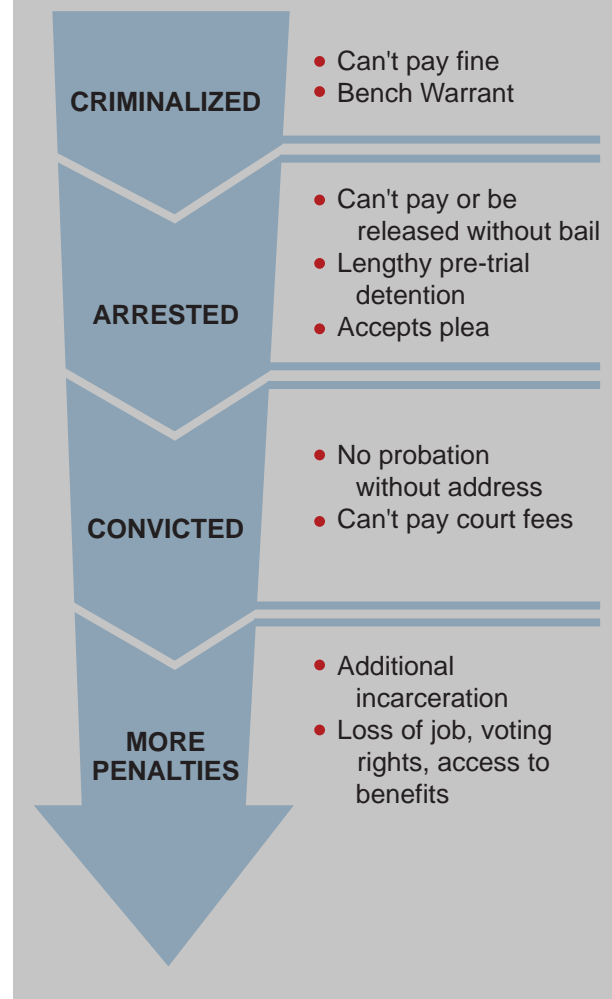 CRIMINALIZED
• Can't pay fine
• Bench Warrant
ARRESTED
• Can't pay or be
released without bail
• Lengthy pre-trial
detention
• Accepts plea
CONVICTED
• No probation
without address
• Can't pay court fees
MORE
PENALTIES
• Additional
incarceration
• Loss of job, voting
rights, access to
benefits